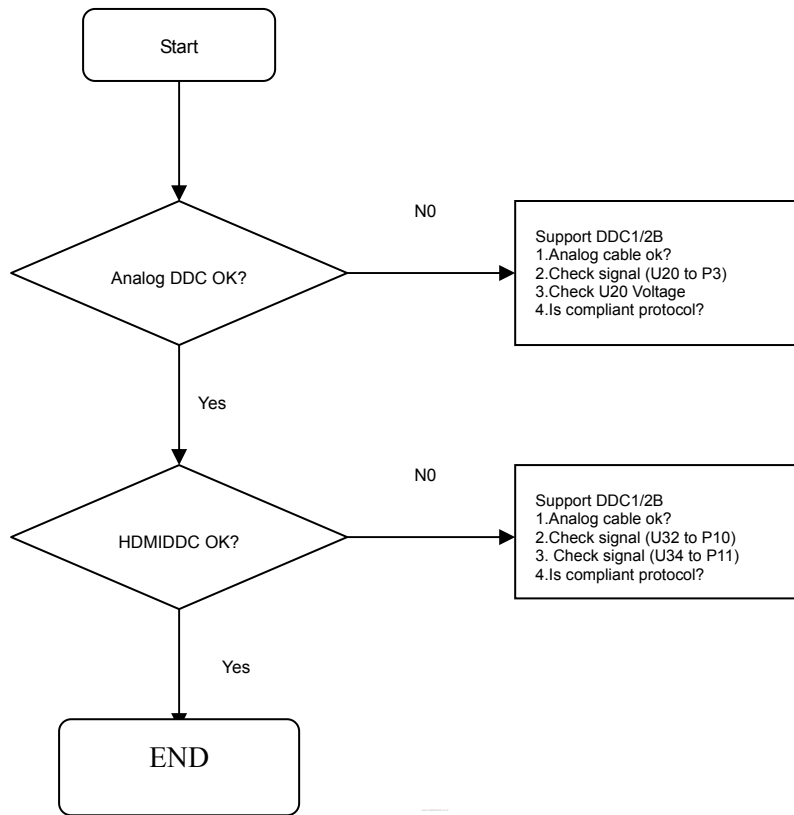 Start
Analog DDC OK?
N0
Support DDC1/2B
1.Analog cable ok?
2.Check signal (U20 to P3)
3.Check U20 Voltage
4.Is compliant protocol?
Yes
HDMIDDC OK?
N0
Support DDC1/2B
1.Analog cable ok?
2.Check signal (U32 to P10)
3. Check signal (U34 to P11)
4.Is compliant protocol?
Yes
END